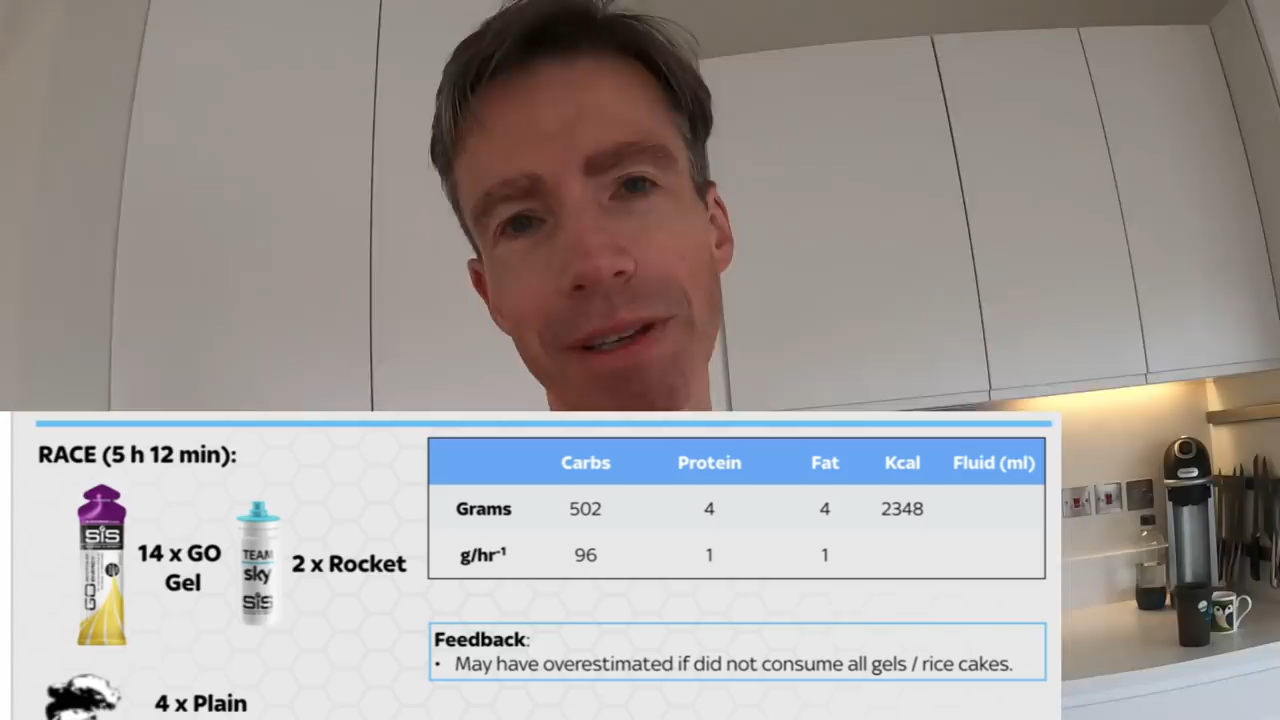 RACE (5 h 12 min):
SiS
GO
14 x GO
Gel
TEAM
sky
SiS
2 x Rocket
Carbs Protein Fat Kcal Fluid (ml)
Grams 502 4 4 2348
g/hr-1 96 1 1
Feedback:
• May have overestimated if did not consume all gels / rice cakes.
4 x Plain